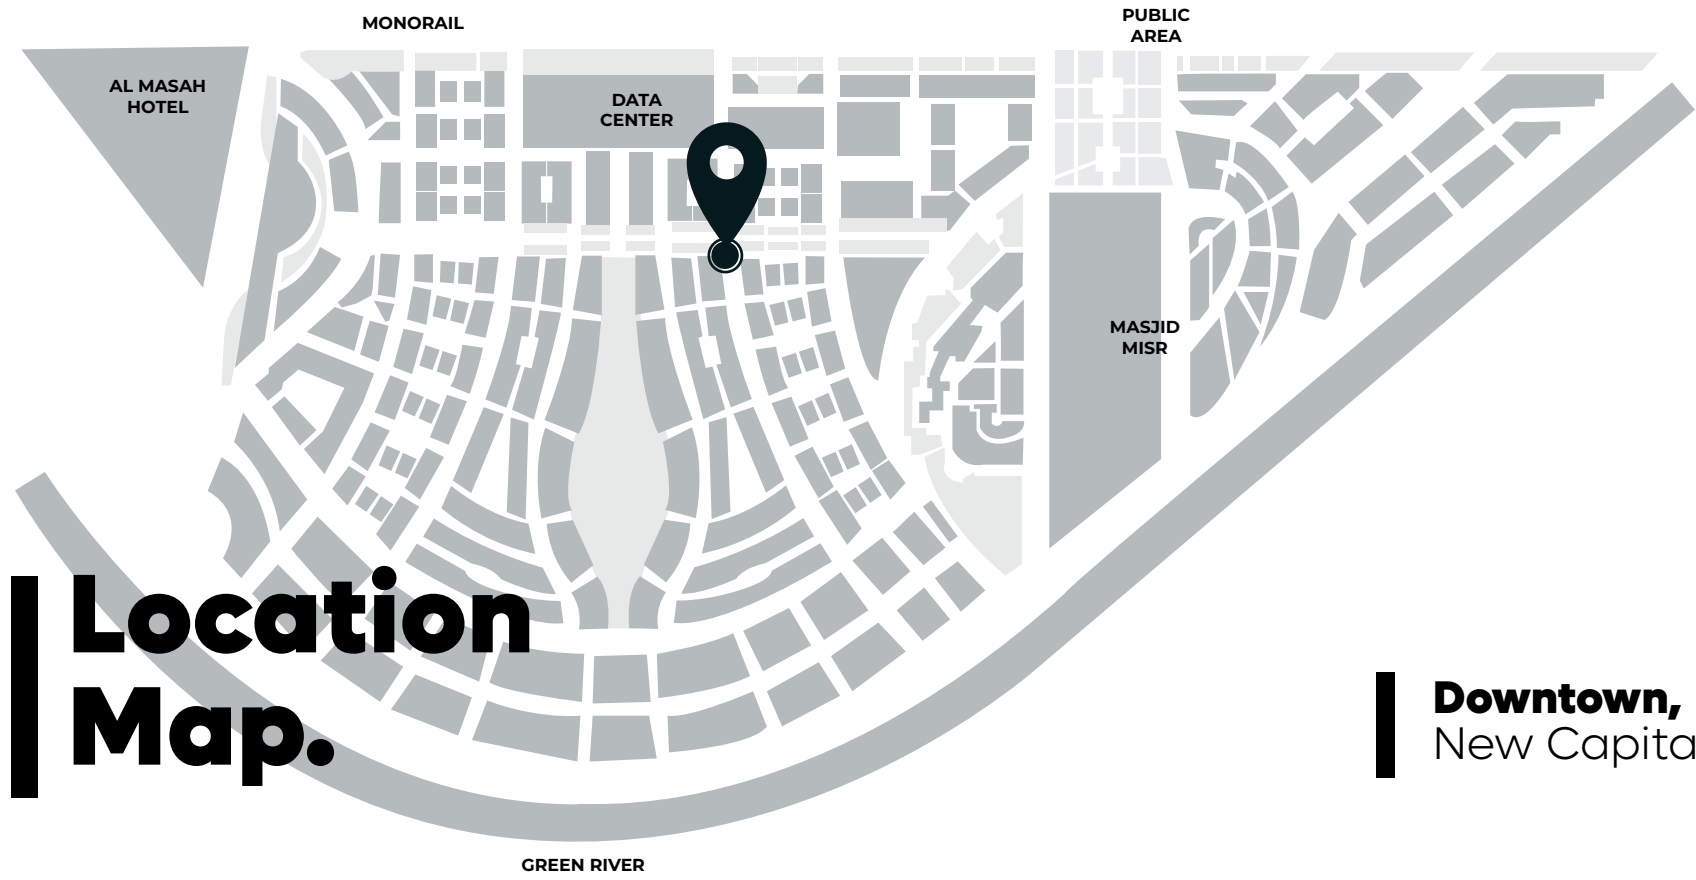 MONORAIL
PUBLIC
AREA
AL MASAH
HOTEL
DATA
CENTER
MASJID
MISR
Location
Map.
Downtown,
New Capita
GREEN RIVER